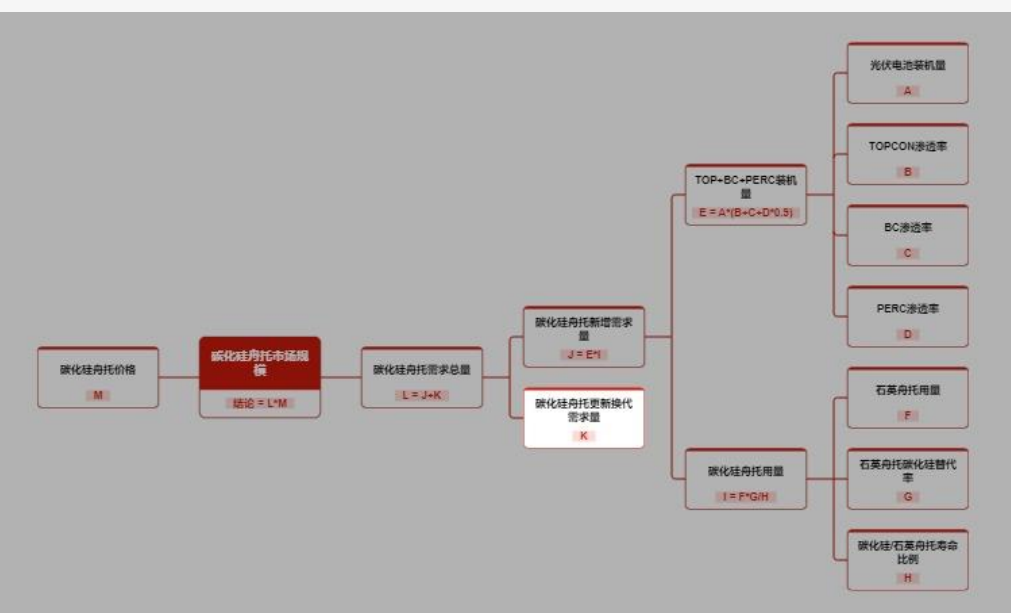 光伏电池装机量
A
TOPCON渗透率
B
TOP+BC+PERC装机
量
E = A*(B+C+D*0.5)
BC渗透率
C
PERC渗透率
D
碳化硅舟托价格
M
碳化硅舟托市场规
模
结论 = L*M
碳化硅舟托需求总量
L = J+K
碳化硅舟托新增需求
量
J = E*I
碳化硅舟托更新换代
需求量
K
石英舟托用量
F
碳化硅舟托用量
I = F*G/H
石英舟托碳化硅替代
率
G
碳化硅/石英舟托寿命
比例
H